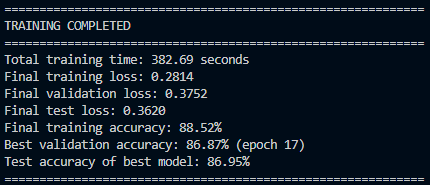 ============================================================
TRAINING COMPLETED
============================================================
Total training time: 382.69 seconds
Final training loss: 0.2814
Final validation loss: 0.3752
Final test loss: 0.3620
Final training accuracy: 88.52%
Best validation accuracy: 86.87% (epoch 17)
Test accuracy of best model: 86.95%
============================================================